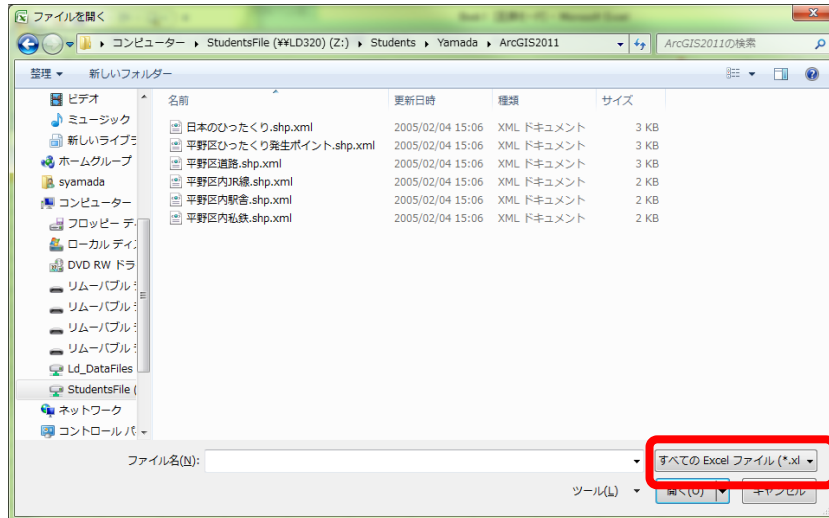 ファイルを開く
コンピューター ▸ StudentsFile (¥¥LD320) (Z:) ▸ Students ▸ Yamada ▸ ArcGIS2011
ArcGIS2011の検索
整理 新しいフォルダー
名前 更新日時 種類 サイズ
ビデオ
ミュージック
新しいライブラ
ホームグループ
syamada
コンピューター
フロッピー デ
ローカル ディ
DVD RW ドラ
リムーバブル
リムーバブル
リムーバブル
リムーバブル
Ld_DataFiles
StudentsFile (
ネットワーク
コントロール パ
日本のひったくり.shp.xml 2005/02/04 15:06 XML ドキュメント 3 KB
平野区ひったくり発生ポイント.shp.xml 2005/02/04 15:06 XML ドキュメント 3 KB
平野区道路.shp.xml 2005/02/04 15:06 XML ドキュメント 3 KB
平野区内JR線.shp.xml 2005/02/04 15:06 XML ドキュメント 2 KB
平野区内駅舎.shp.xml 2005/02/04 15:06 XML ドキュメント 2 KB
平野区内私鉄.shp.xml 2005/02/04 15:06 XML ドキュメント 2 KB
ファイル名(N):
すべての Excel ファイル (*.xl
ツール(L) 開く(O) キャンセル